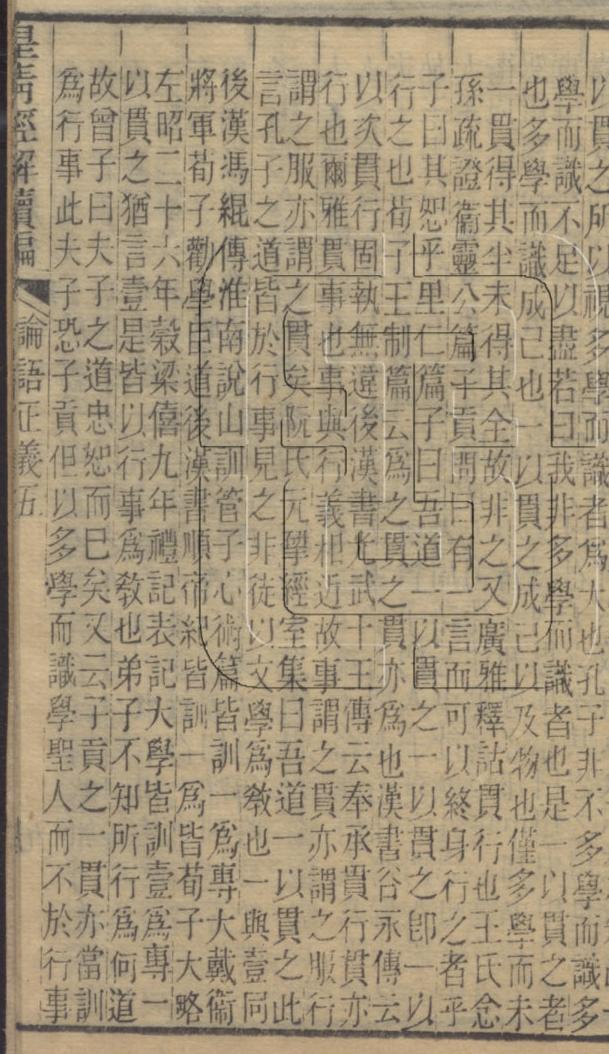 以貫之所以視多學而識者爲大也孔子非不多學而識多
學而識不足以盡若曰我非多學而識者也是一以貫之者
也多學而識成己也一以貫之成己以及物也僅多學而未
一貫得其坐未得其全故非之又廣雅釋詁貫行也王氏念
孫疏證衞靈公篇子貢問曰有一言而可以終身行之者乎
子曰其恕乎里仁篇子曰吾道一以貫之一以貫之卽一以
行之也荀子王制篇云爲之貫之貫亦爲也漢書谷永傳云
以次貫行固執無違後漢書光武十王傳云奉承貫行貫亦
行也爾雅貫事也事與行義相近故事謂之貫亦謂之服行
謂之服亦謂之貫矣阮氏元揅經室集曰吾道一以貫之此
言孔子之道皆於行事見之非徒以文學爲敎也一與壹同
後漢馮緄傳淮南說山訓管子心術篇皆訓一爲專大戴衞
將軍荀子勸學臣道後漢書順帝紀皆訓一爲皆荀子大略
左昭二十六年穀梁僖九年禮記表記大學皆訓壹爲專一
以貫之猶言壹是皆以行事爲敎也弟子不知所行爲何道
故曾子曰夫子之道忠恕而已矣又云子貢之一貫亦當訓
爲行事此夫子恐子貢但以多學而識學聖人而不於行事
皇清經解續編 論語正義五